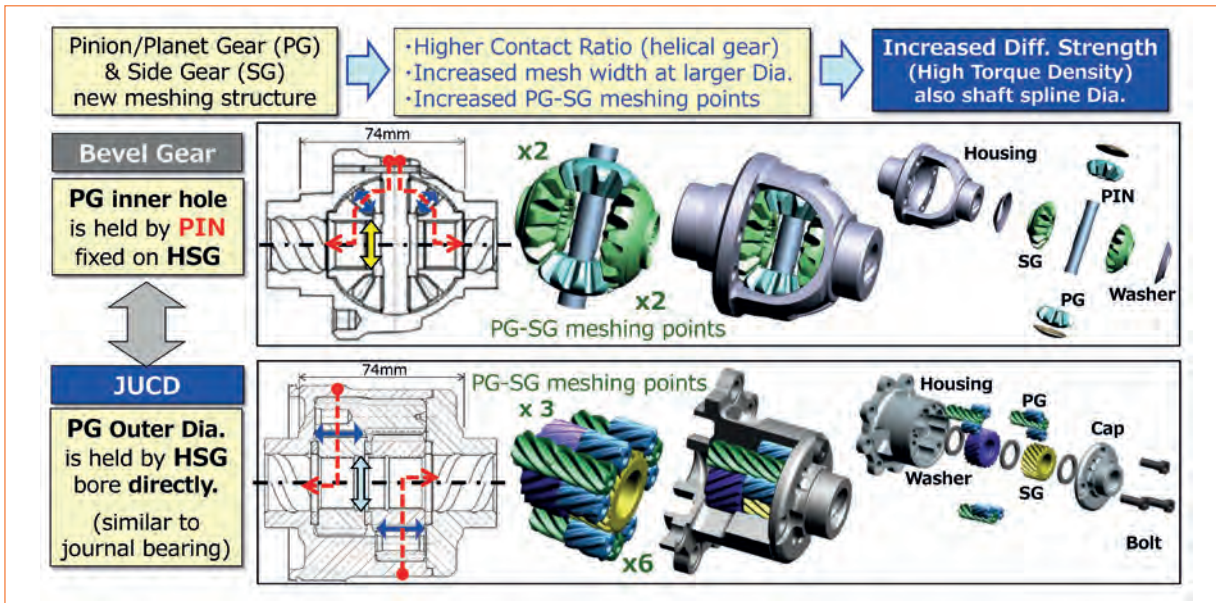 Pinion/Planet Gear (PG)
& Side Gear (SG)
new meshing structure
・Higher Contact Ratio (helical gear)
・Increased mesh width at larger Dia.
・Increased PG-SG meshing points
Increased Diff. Strength
(High Torque Density)
also shaft spline Dia.
Bevel Gear
PG inner hole
is held by PIN
fixed on HSG
74mm
x2
x2
PG-SG meshing points
Housing
PIN
SG
PG
Washer
JUCD
PG Outer Dia.
is held by HSG
bore directly.
(similar to
journal bearing)
74mm
PG-SG meshing points
x 3
x6
Housing
PG
Cap
Washer
SG
Bolt